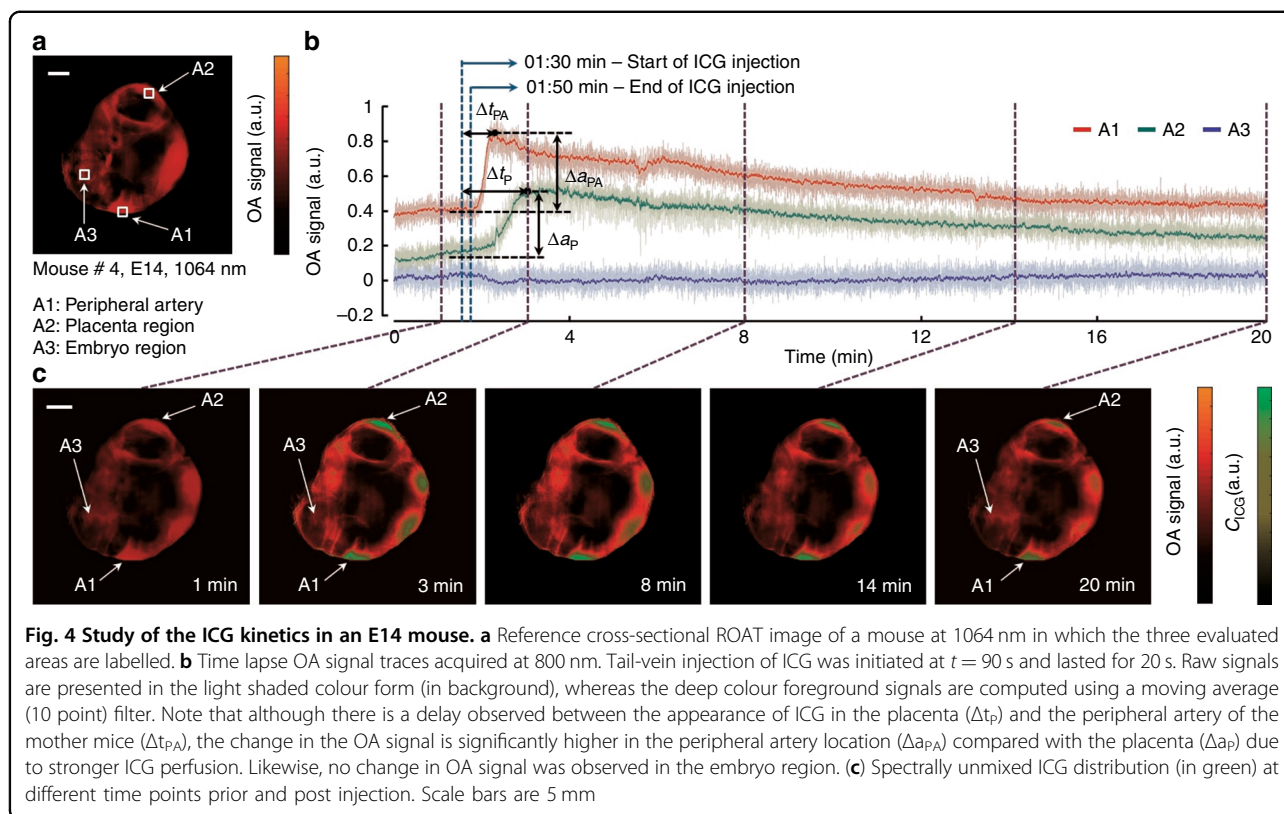 a
A2
A3
A1
OA signal (a.u.)
Mouse # 4, E14, 1064 nm
A1: Peripheral artery
A2: Placenta region
A3: Embryo region
b
01:30 min – Start of ICG injection
01:50 min – End of ICG injection
OA signal (a.u.)
1
0.8
0.6
0.4
0.2
0
–0.2
Δt_PA
Δt_P
Δa_PA
Δa_P
A1 A2 A3
0 4 8 12 16 20
Time (min)
c
A2
A3
A1
1 min
A2
A3
A1
3 min
8 min
14 min
A2
A3
A1
20 min
OA signal (a.u.)
C_ICG (a.u.)
Fig. 4 Study of the ICG kinetics in an E14 mouse. a Reference cross-sectional ROAT image of a mouse at 1064 nm in which the three evaluated
areas are labelled. b Time lapse OA signal traces acquired at 800 nm. Tail-vein injection of ICG was initiated at t = 90 s and lasted for 20 s. Raw signals
are presented in the light shaded colour form (in background), whereas the deep colour foreground signals are computed using a moving average
(10 point) filter. Note that although there is a delay observed between the appearance of ICG in the placenta (Δt_P) and the peripheral artery of the
mother mice (Δt_PA), the change in the OA signal is significantly higher in the peripheral artery location (Δa_PA) compared with the placenta (Δa_P) due
to stronger ICG perfusion. Likewise, no change in OA signal was observed in the embryo region. (c) Spectrally unmixed ICG distribution (in green) at
different time points prior and post injection. Scale bars are 5 mm